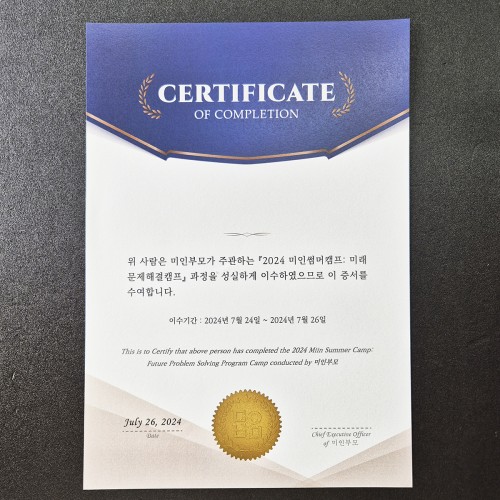 CERTIFICATE
OF COMPLETION
위 사람은 미인부모가 주관하는 『2024 미인썸머캠프: 미래
문제해결캠프』 과정을 성실하게 이수하였으므로 이 증서를
수여합니다.
이수기간 : 2024년 7월 24일 ~ 2024년 7월 26일
This is to Certify that above person has completed the 2024 Miin Summer Camp:
Future Problem Solving Program Camp conducted by 미인부모
July 26, 2024
Date
Chief Executive Officer
of 미인부모